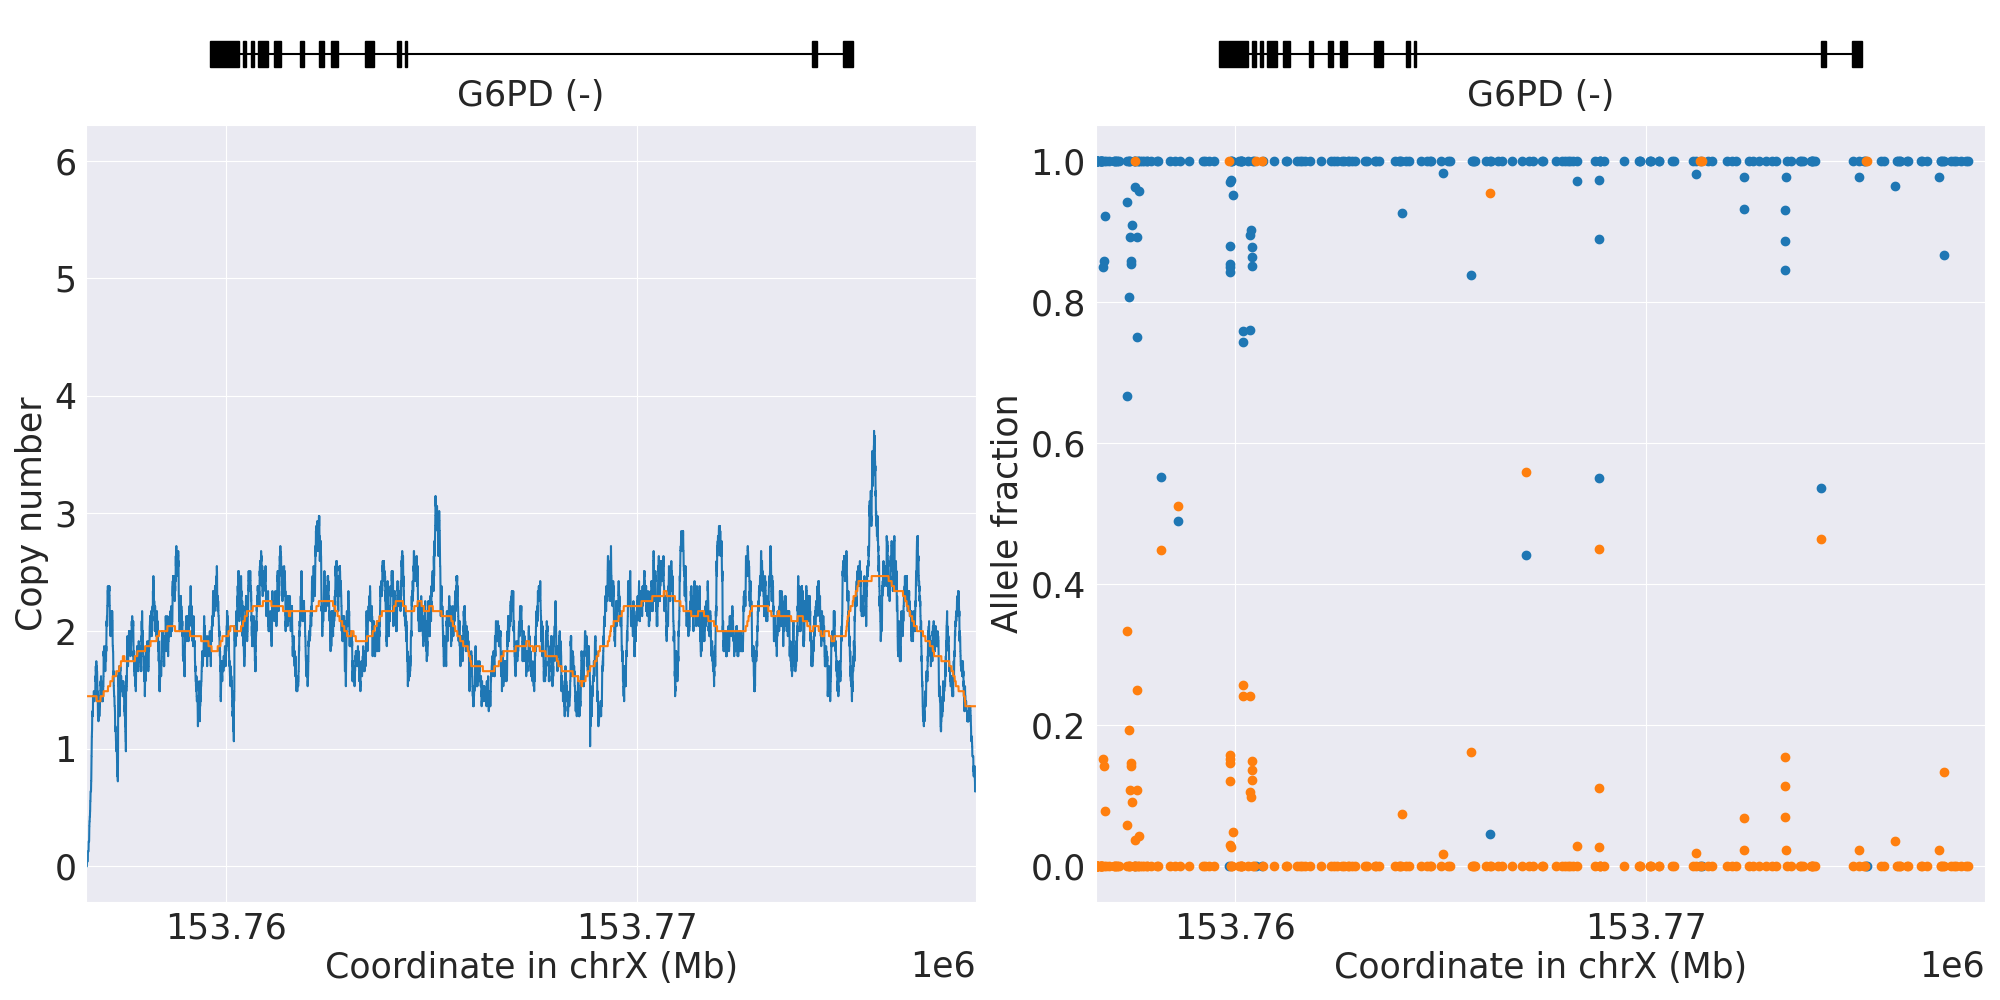 G6PD (-)
6
5
4
3
2
1
0
Copy number
153.76
153.77
Coordinate in chrX (Mb)
1e6
G6PD (-)
1.0
0.8
0.6
0.4
0.2
0.0
Allele fraction
153.76
153.77
Coordinate in chrX (Mb)
1e6